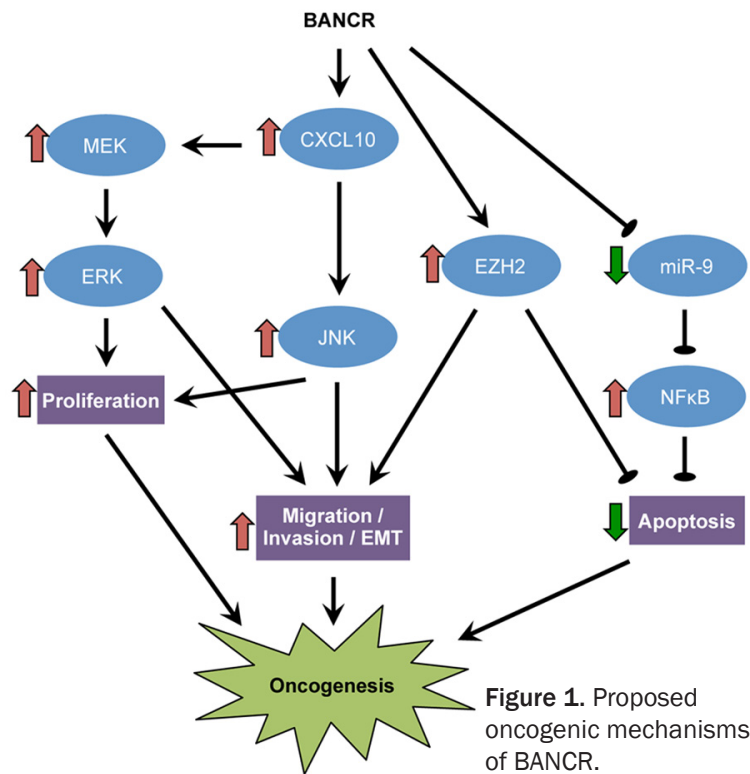 BANCR
MEK
CXCL10
ERK
EZH2
miR-9
JNK
Proliferation
NFκB
Migration /
Invasion / EMT
Apoptosis
Oncogenesis
Figure 1. Proposed
oncogenic mechanisms
of BANCR.